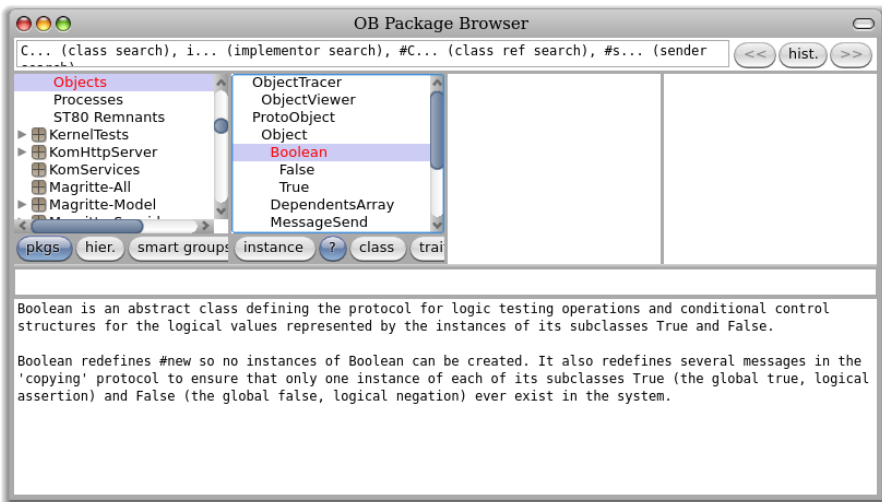 OB Package Browser
C... (class search), i... (implementor search), #C... (class ref search), #s... (sender
search)
<< hist. >>
Objects
Processes
ST80 Remnants
KernelTests
KomHttpServer
KomServices
Magritte-All
Magritte-Model
ObjectTracer
ObjectViewer
ProtoObject
Object
Boolean
False
True
DependentsArray
MessageSend
pkgs hier. smart groups instance ? class trai
Boolean is an abstract class defining the protocol for logic testing operations and conditional control
structures for the logical values represented by the instances of its subclasses True and False.
Boolean redefines #new so no instances of Boolean can be created. It also redefines several messages in the
'copying' protocol to ensure that only one instance of each of its subclasses True (the global true, logical
assertion) and False (the global false, logical negation) ever exist in the system.